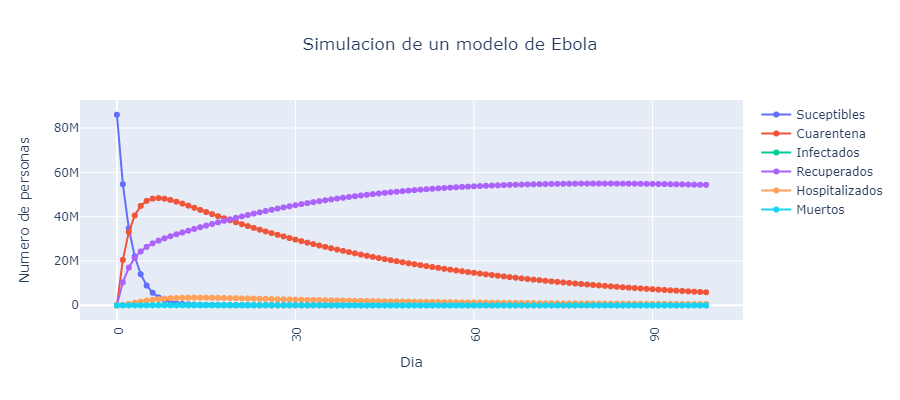 Simulacion de un modelo de Ebola
Numero de personas
80M
60M
40M
20M
0
0
30
60
90
Dia
Suceptibles
Cuarentena
Infectados
Recuperados
Hospitalizados
Muertos